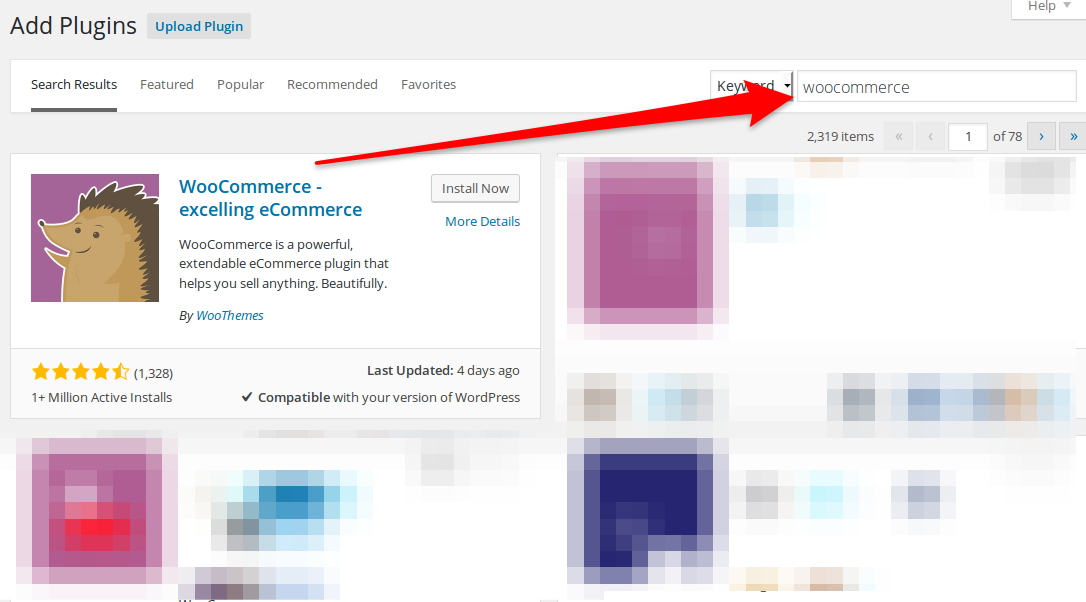 Help
Add Plugins Upload Plugin
Search Results Featured Popular Recommended Favorites Keyword woocommerce
2,319 items « ‹ 1 of 78 › »
WooCommerce - Install Now
excelling eCommerce
More Details
WooCommerce is a powerful,
extendable eCommerce plugin that
helps you sell anything. Beautifully.
By WooThemes
(1,328) Last Updated: 4 days ago
1+ Million Active Installs ✔ Compatible with your version of WordPress